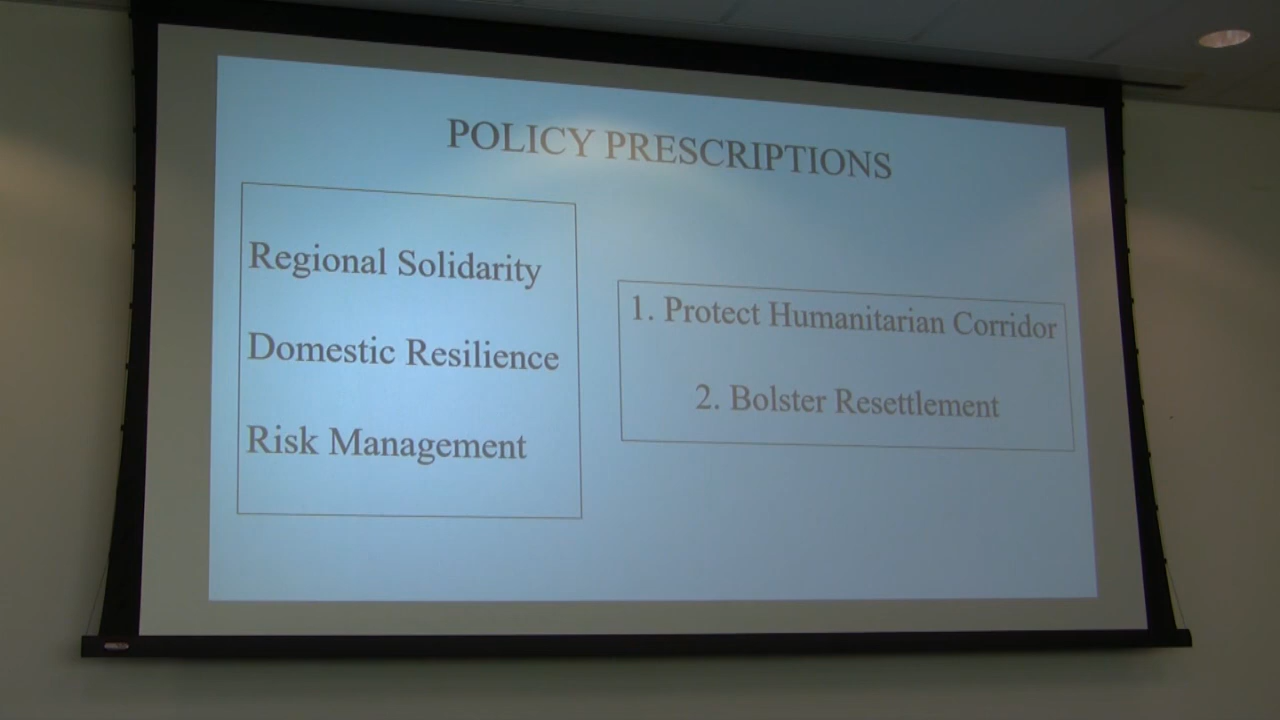 POLICY PRESCRIPTIONS
Regional Solidarity
Domestic Resilience
Risk Management
1. Protect Humanitarian Corridor
2. Bolster Resettlement